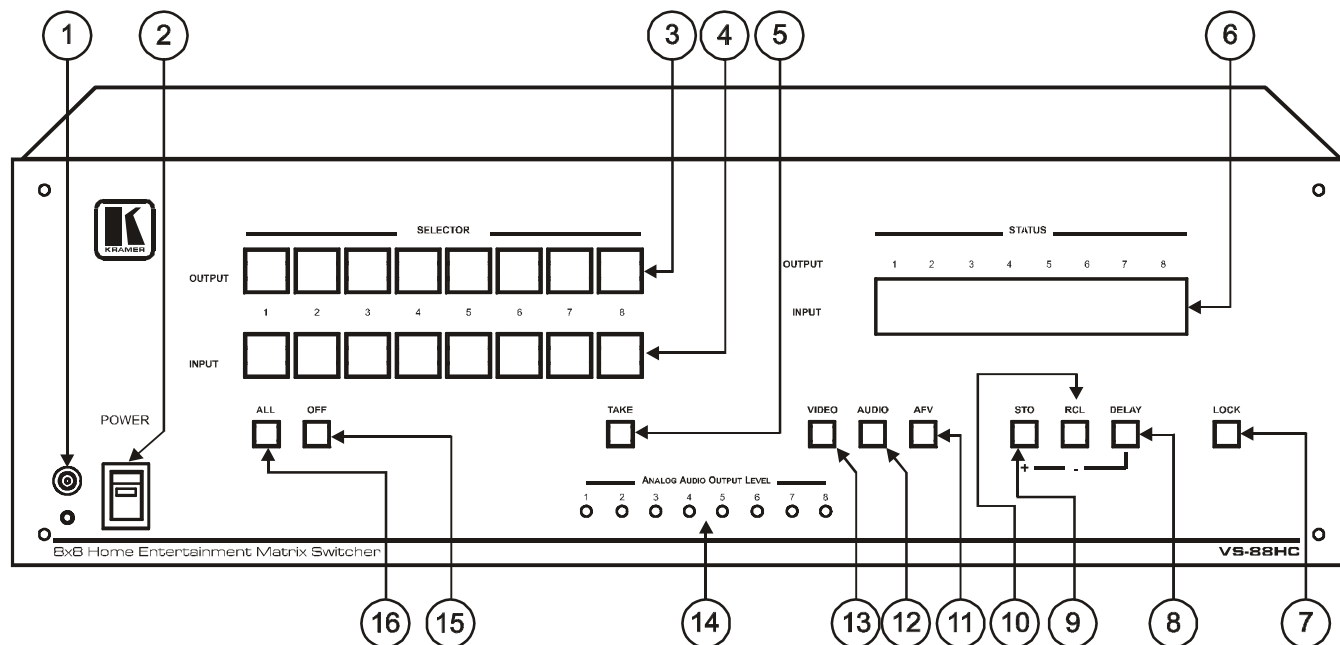 1 2 3 4 5 6
K
KRAMER
SELECTOR
STATUS
OUTPUT
OUTPUT 1 2 3 4 5 6 7 8
1 2 3 4 5 6 7 8
INPUT
INPUT
POWER
ALL OFF TAKE VIDEO AUDIO AFV STO RCL DELAY LOCK
+ -
ANALOG AUDIO OUTPUT LEVEL
1 2 3 4 5 6 7 8
8x8 Home Entertainment Matrix Switcher VS-88HC
16 15 14 13 12 11 10 9 8 7